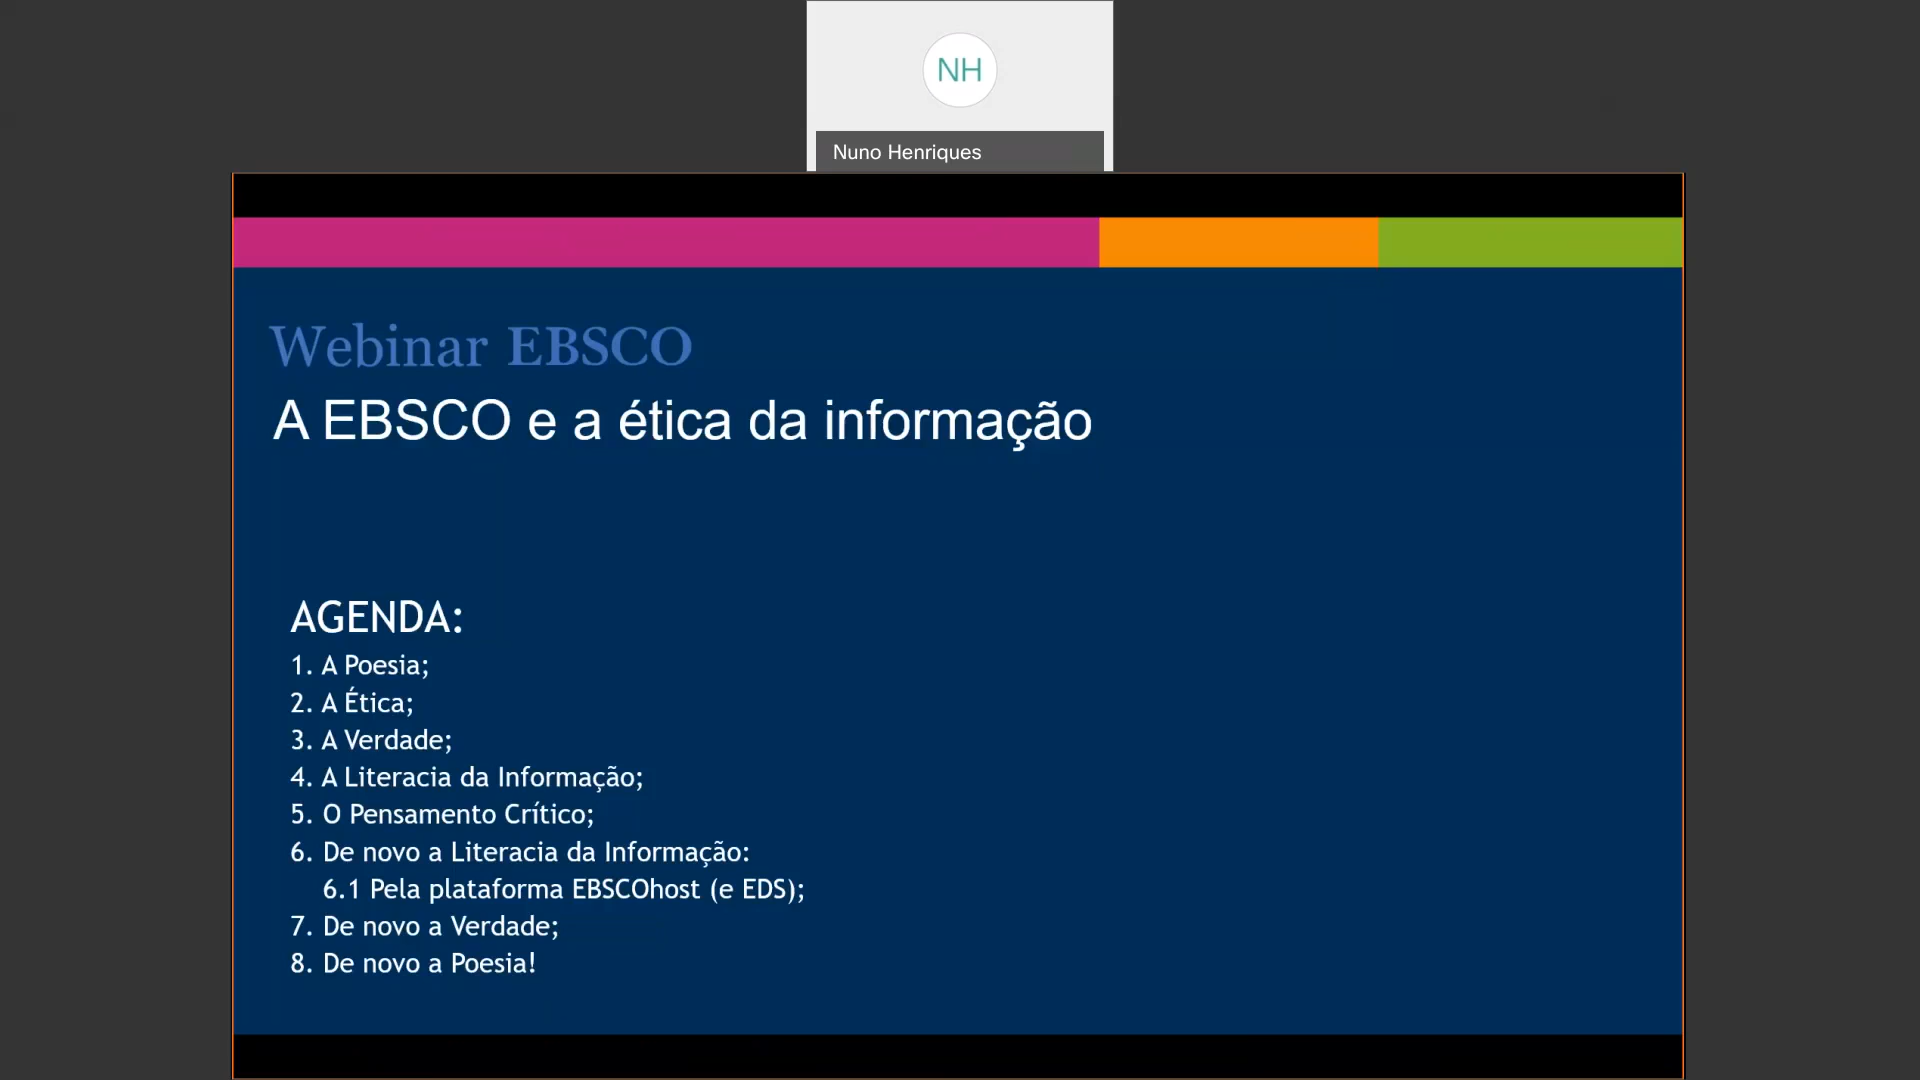 NH
Nuno Henriques
Webinar EBSCO
A EBSCO e a ética da informação
AGENDA:
1. A Poesia;
2. A Ética;
3. A Verdade;
4. A Literacia da Informação;
5. O Pensamento Crítico;
6. De novo a Literacia da Informação:
6.1 Pela plataforma EBSCOhost (e EDS);
7. De novo a Verdade;
8. De novo a Poesia!